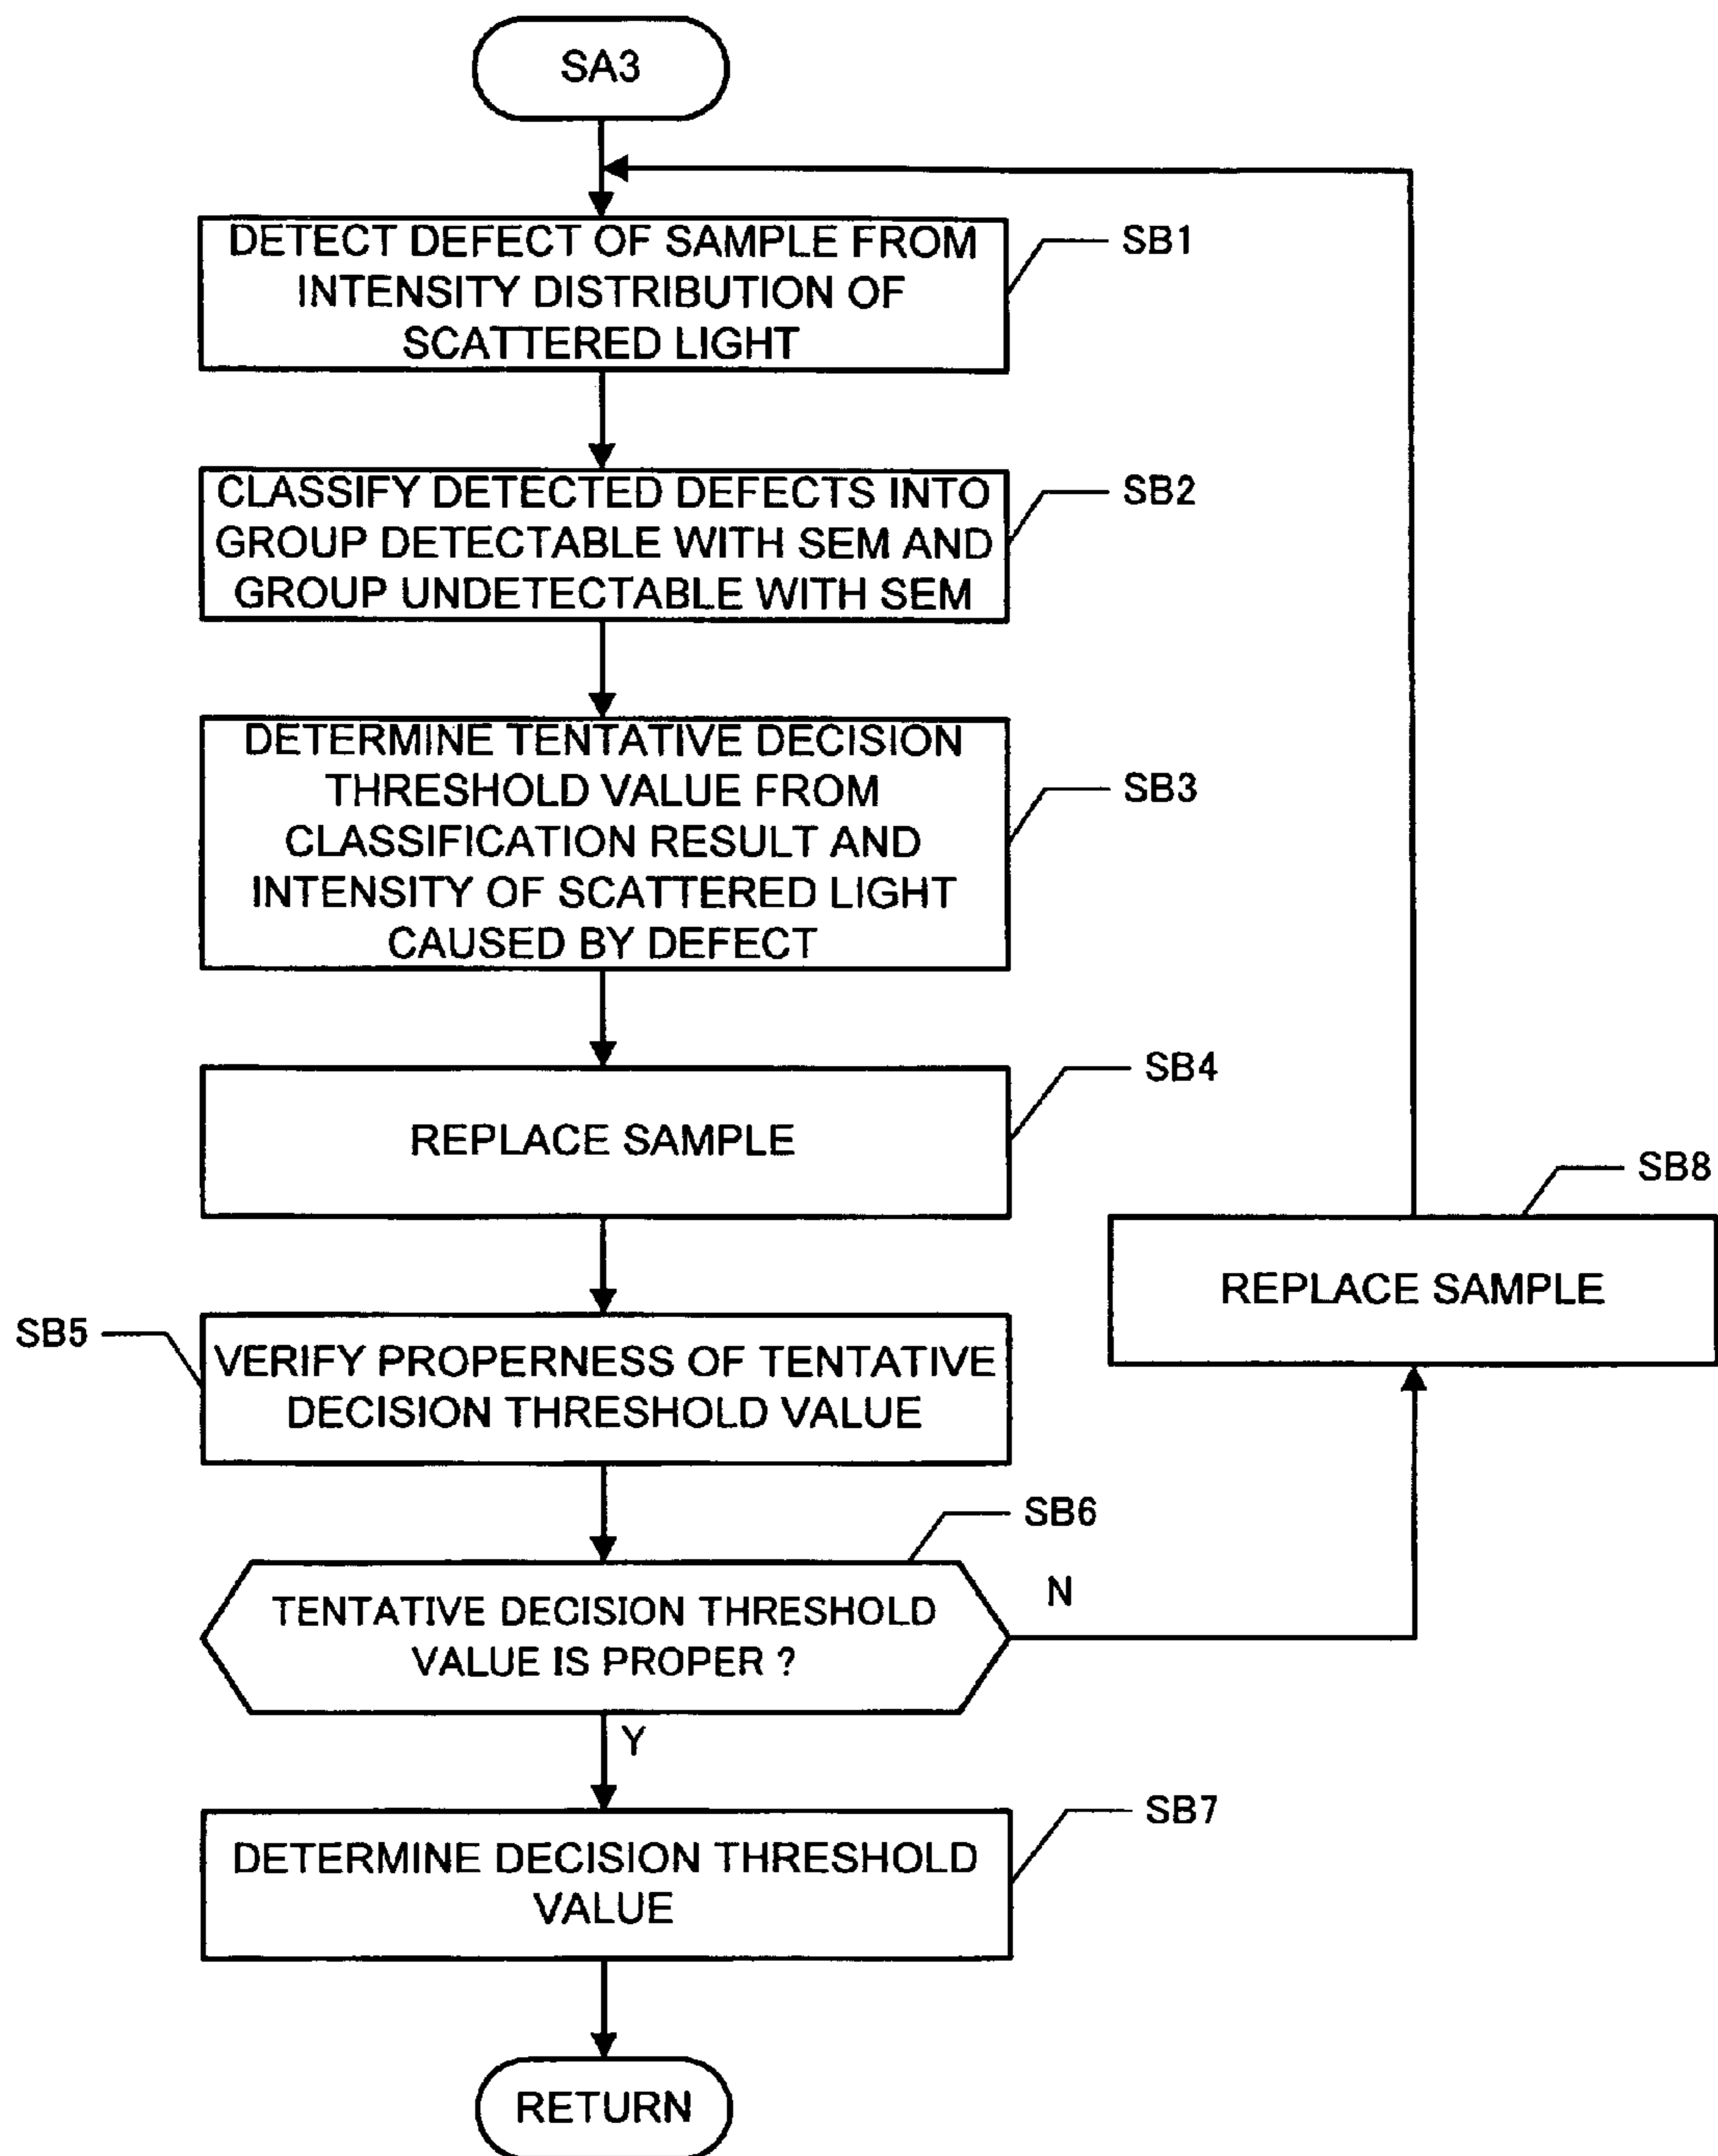 SA3
DETECT DEFECT OF SAMPLE FROM
INTENSITY DISTRIBUTION OF
SCATTERED LIGHT
SB1
CLASSIFY DETECTED DEFECTS INTO
GROUP DETECTABLE WITH SEM AND
GROUP UNDETECTABLE WITH SEM
SB2
DETERMINE TENTATIVE DECISION
THRESHOLD VALUE FROM
CLASSIFICATION RESULT AND
INTENSITY OF SCATTERED LIGHT
CAUSED BY DEFECT
SB3
REPLACE SAMPLE
SB4
SB5
VERIFY PROPERNESS OF TENTATIVE
DECISION THRESHOLD VALUE
SB6
TENTATIVE DECISION THRESHOLD
VALUE IS PROPER ?
N
SB8
REPLACE SAMPLE
Y
SB7
DETERMINE DECISION THRESHOLD
VALUE
RETURN